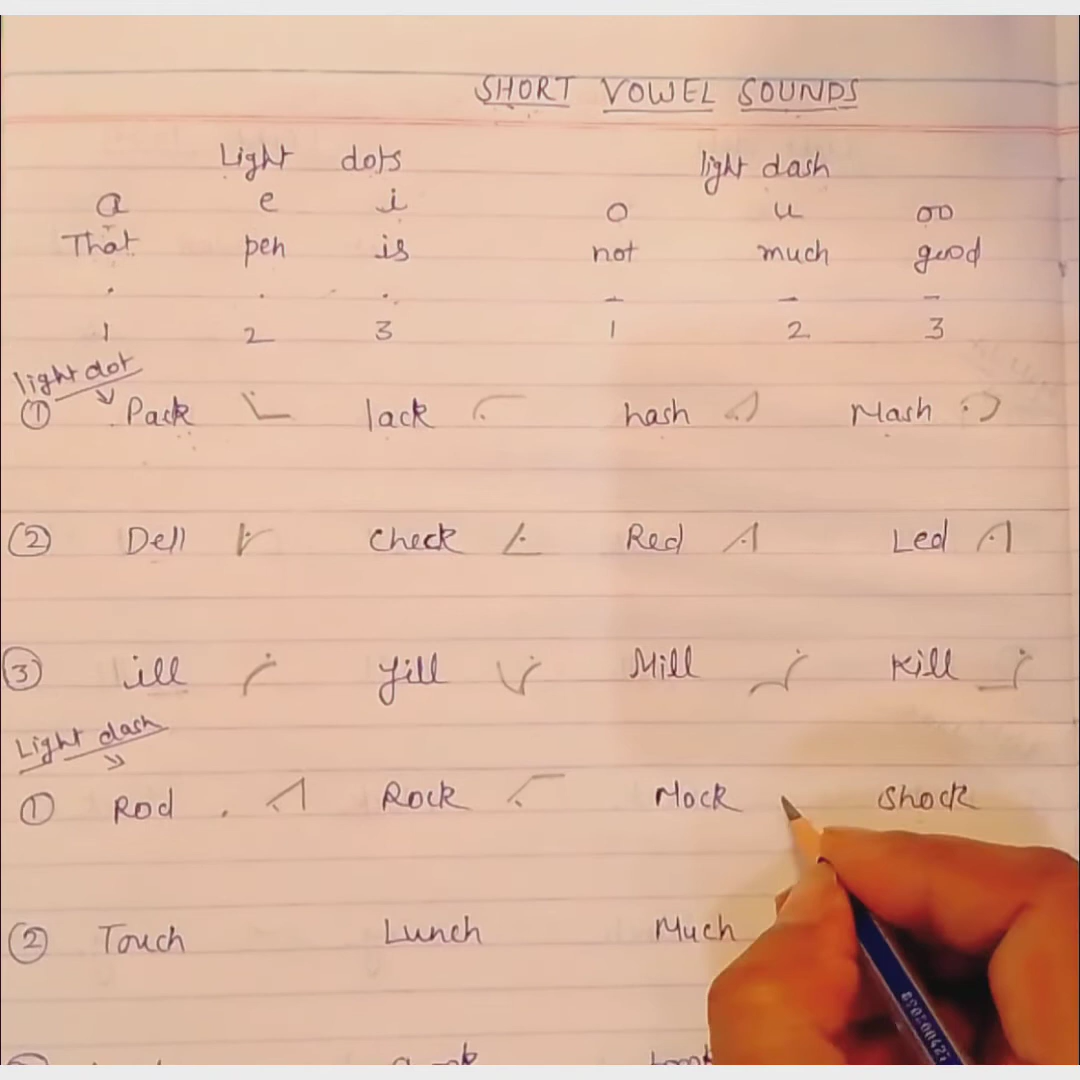 SHORT VOWEL SOUNDS
Light dots light dash
a e i o u oo
That pen is not much good
1 2 3 1 2 3
light dot
① Pack lack hash Mash
② Dell Check Red Led
③ ill Jill Mill Kill
Light dash
① Rod Rock Mock Shock
② Touch Lunch Much